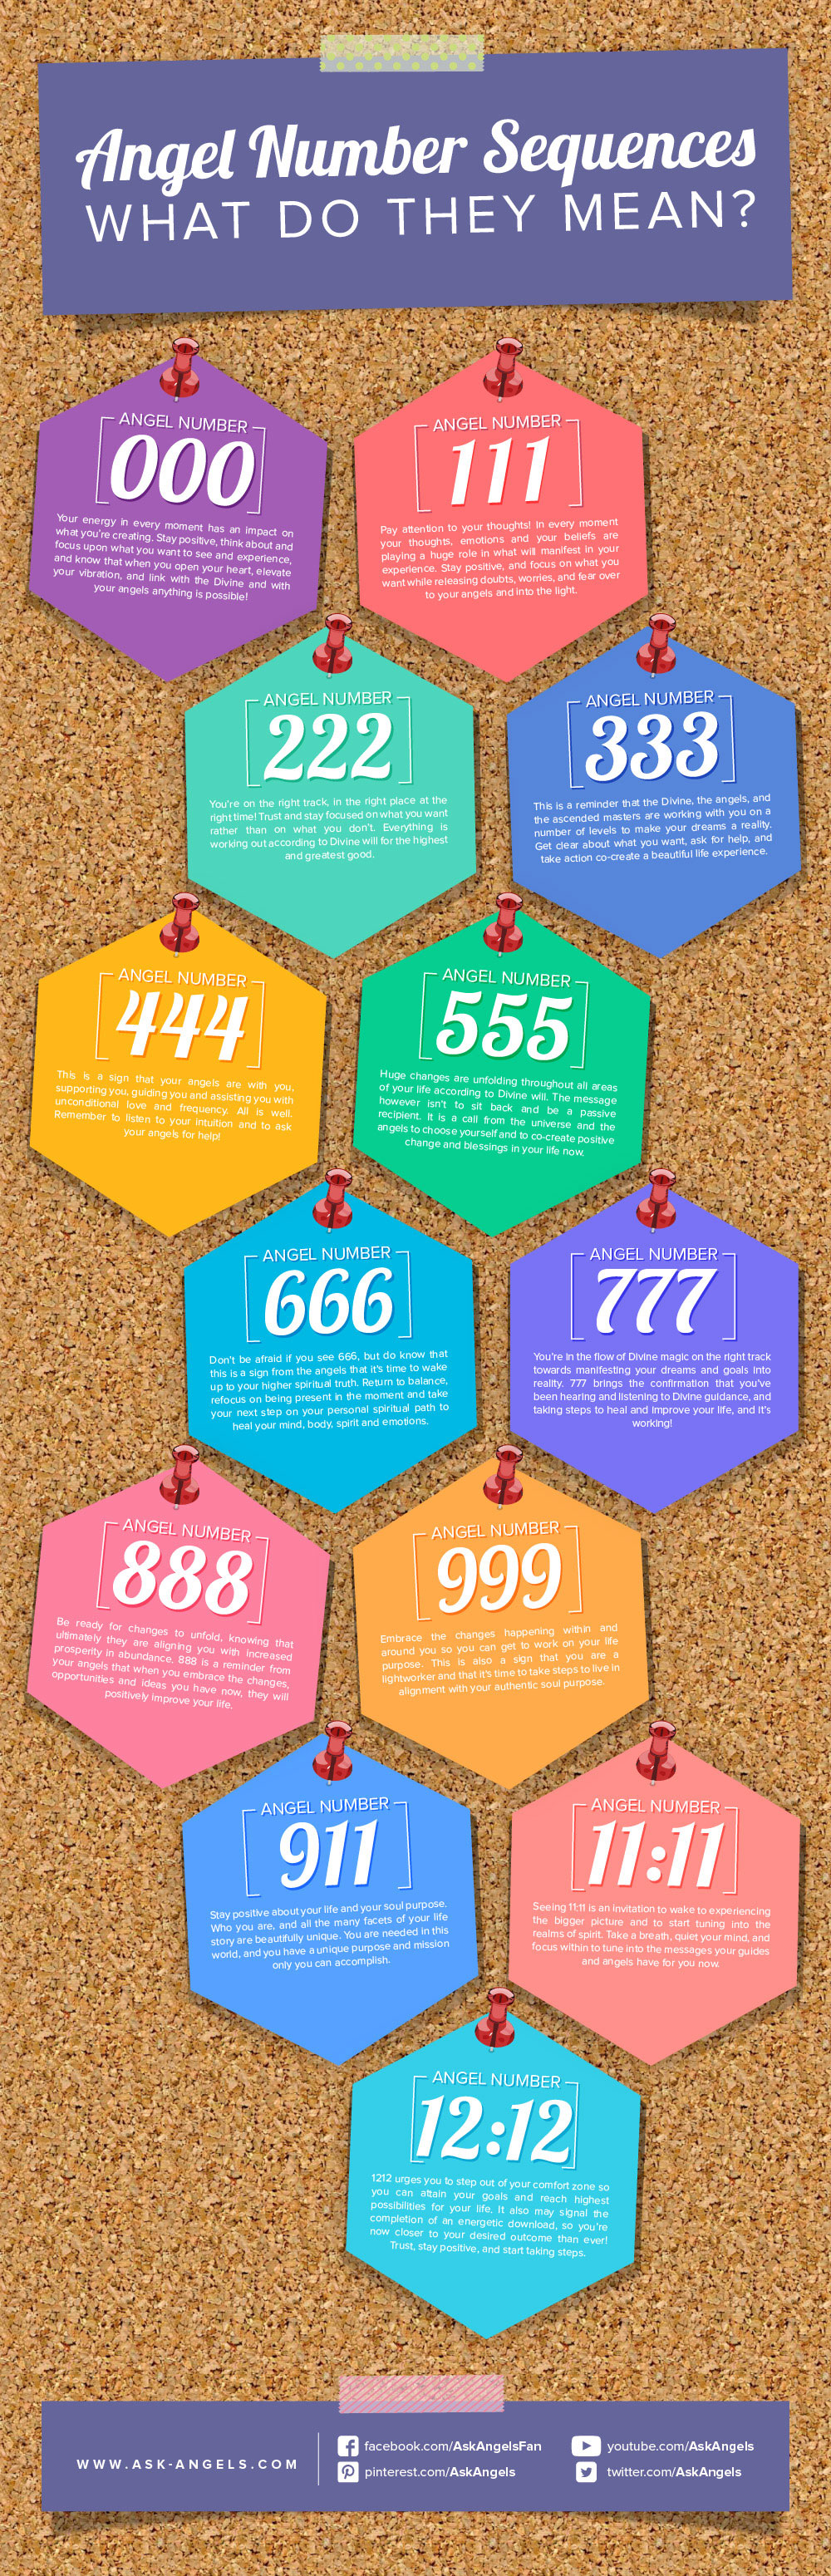 Angel Number Sequences
WHAT DO THEY MEAN?
ANGEL NUMBER
000
Your energy in every moment has an impact on
what you're creating. Stay positive, think about and
focus upon what you want to see and experience,
and know that when you open your heart, elevate
your vibration, and link with the Divine and with
your angels anything is possible!
ANGEL NUMBER
111
Pay attention to your thoughts! In every moment
your thoughts, emotions and your beliefs are
playing a huge role in what will manifest in your
experience. Stay positive, and focus on what you
want while releasing doubts, worries, and fear over
to your angels and into the light.
ANGEL NUMBER
222
You're on the right track, in the right place at the
right time! Trust and stay focused on what you want
rather than on what you don't. Everything is
working out according to Divine will for the highest
and greatest good.
ANGEL NUMBER
333
This is a reminder that the Divine, the angels, and
the ascended masters are working with you on a
number of levels to make your dreams a reality.
Get clear about what you want, ask for help, and
take action co-create a beautiful life experience.
ANGEL NUMBER
444
This is a sign that your angels are with you,
supporting you, guiding you and assisting you with
unconditional love and frequency. All is well.
Remember to listen to your intuition and to ask
your angels for help!
ANGEL NUMBER
555
Huge changes are unfolding throughout all areas
of your life according to Divine will. The message
however isn't to sit back and be a passive
recipient. It is a call from the universe and the
angels to choose yourself and to co-create positive
change and blessings in your life now.
ANGEL NUMBER
666
Don't be afraid if you see 666, but do know that
this is a sign from the angels that it's time to wake
up to your higher spiritual truth. Return to balance,
refocus on being present in the moment and take
your next step on your personal spiritual path to
heal your mind, body, spirit and emotions.
ANGEL NUMBER
777
You're in the flow of Divine magic on the right track
towards manifesting your dreams and goals into
reality. 777 brings the confirmation that you've
been hearing and listening to Divine guidance, and
taking steps to heal and improve your life, and it's
working!
ANGEL NUMBER
888
Be ready for changes to unfold, knowing that
ultimately they are aligning you with increased
prosperity in abundance. 888 is a reminder from
your angels that when you embrace the changes,
opportunities and ideas you have now, they will
positively improve your life.
ANGEL NUMBER
999
Embrace the changes happening within and
around you so you can get to work on your life
purpose. This is also a sign that you are a
lightworker and that it's time to take steps to live in
alignment with your authentic soul purpose.
ANGEL NUMBER
911
Stay positive about your life and your soul purpose.
Who you are, and all the many facets of your life
story are beautifully unique. You are needed in this
world, and you have a unique purpose and mission
only you can accomplish.
ANGEL NUMBER
11:11
Seeing 11:11 is an invitation to wake to experiencing
the bigger picture and to start tuning into the
realms of spirit. Take a breath, quiet your mind, and
focus within to tune into the messages your guides
and angels have for you now.
ANGEL NUMBER
12:12
1212 urges you to step out of your comfort zone so
you can attain your goals and reach highest
possibilities for your life. It also may signal the
completion of an energetic download, so you're
now closer to your desired outcome than ever!
Trust, stay positive, and start taking steps.
WWW.ASK-ANGELS.COM
facebook.com/AskAngelsFan
youtube.com/AskAngels
pinterest.com/AskAngels
twitter.com/AskAngels